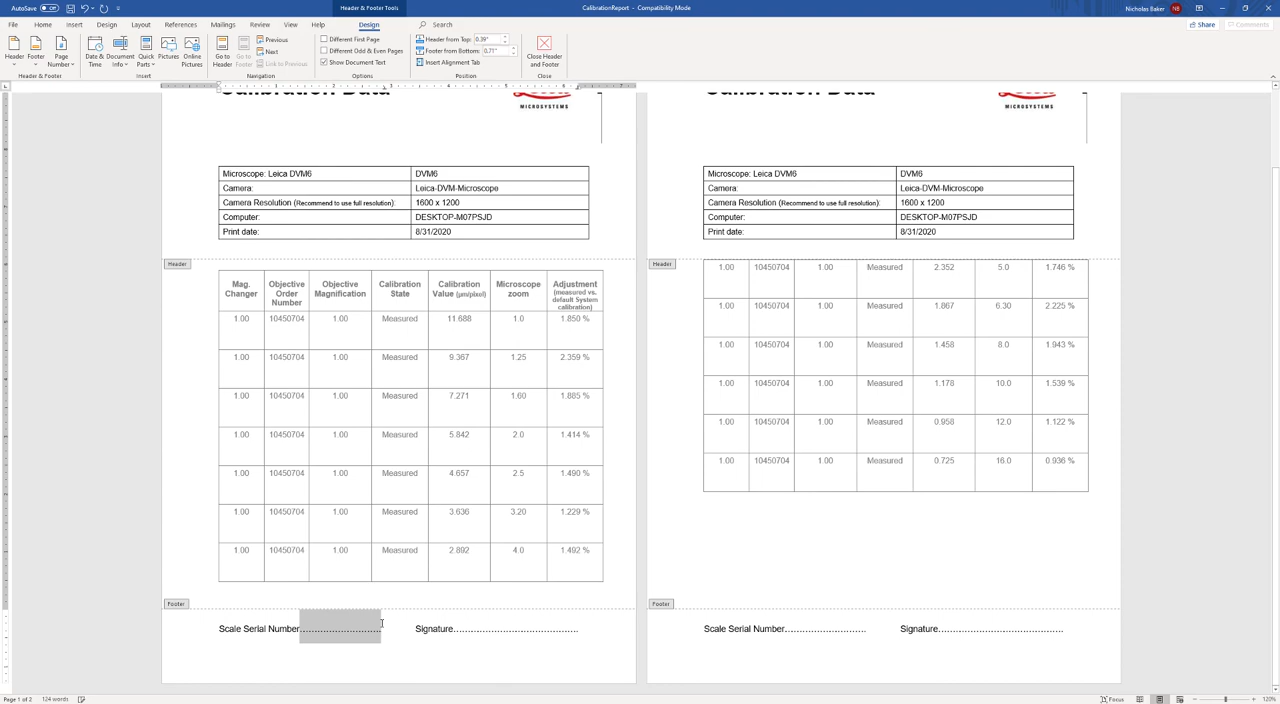 AutoSave Off
Header & Footer Tools
CalibrationReport - Compatibility Mode
Nicholas Baker NB
File Home Insert Design Layout References Mailings Review View Help Design Search
Share Comments
Header Footer Page Number
Header & Footer
Date & Time Document Info Quick Parts Pictures Online Pictures
Insert
Go to Header Go to Footer Previous Next Link to Previous
Navigation
Different First Page
Different Odd & Even Pages
Show Document Text
Options
Header from Top: 0.39"
Footer from Bottom: 0.71"
Insert Alignment Tab
Position
Close Header and Footer
Close
Calibration Data
MICROSYSTEMS
Microscope: Leica DVM6 DVM6
Camera: Leica-DVM-Microscope
Camera Resolution (Recommend to use full resolution): 1600 x 1200
Computer: DESKTOP-M07PSJD
Print date: 8/31/2020
Header
Mag. Changer Objective Order Number Objective Magnification Calibration State Calibration Value (µm/pixel) Microscope zoom Adjustment (measured vs. default System calibration)
1.00 10450704 1.00 Measured 11.688 1.0 1.850 %
1.00 10450704 1.00 Measured 9.367 1.25 2.359 %
1.00 10450704 1.00 Measured 7.271 1.60 1.885 %
1.00 10450704 1.00 Measured 5.842 2.0 1.414 %
1.00 10450704 1.00 Measured 4.657 2.5 1.490 %
1.00 10450704 1.00 Measured 3.636 3.20 1.229 %
1.00 10450704 1.00 Measured 2.892 4.0 1.492 %
Footer
Scale Serial Number............................ Signature..........................................
Calibration Data
MICROSYSTEMS
Microscope: Leica DVM6 DVM6
Camera: Leica-DVM-Microscope
Camera Resolution (Recommend to use full resolution): 1600 x 1200
Computer: DESKTOP-M07PSJD
Print date: 8/31/2020
Header
1.00 10450704 1.00 Measured 2.352 5.0 1.746 %
1.00 10450704 1.00 Measured 1.867 6.30 2.225 %
1.00 10450704 1.00 Measured 1.458 8.0 1.943 %
1.00 10450704 1.00 Measured 1.178 10.0 1.539 %
1.00 10450704 1.00 Measured 0.958 12.0 1.122 %
1.00 10450704 1.00 Measured 0.725 16.0 0.936 %
Footer
Scale Serial Number............................ Signature..........................................
Page 1 of 2 124 words
Focus 120%